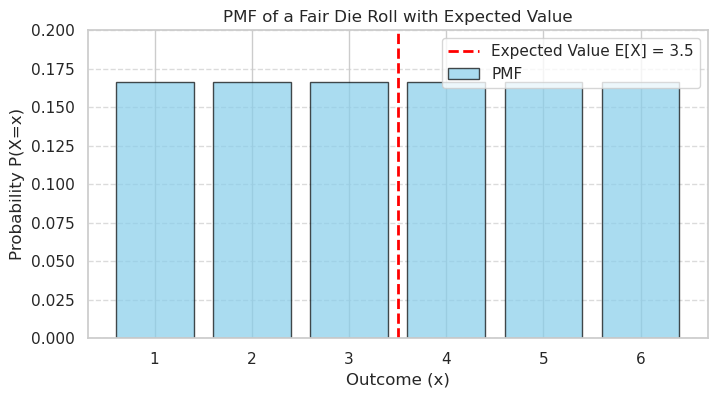 PMF of a Fair Die Roll with Expected Value
Expected Value E[X] = 3.5
PMF
Probability P(X=x)
0.200
0.175
0.150
0.125
0.100
0.075
0.050
0.025
0.000
1 2 3 4 5 6
Outcome (x)